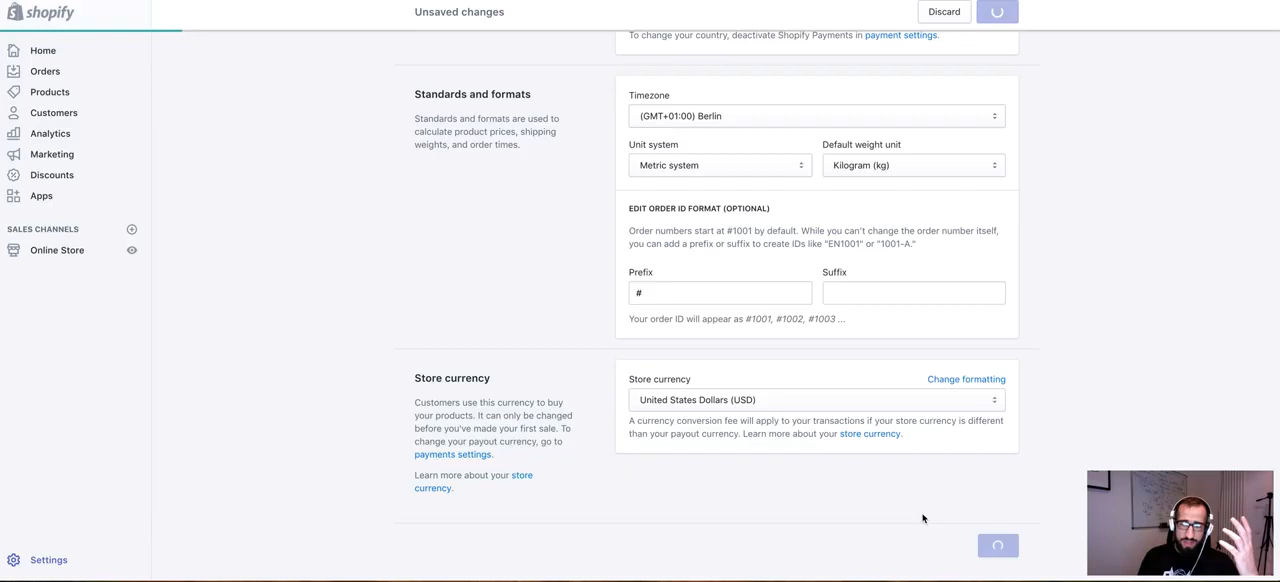 shopify
Unsaved changes
Discard
Home
Orders
Products
Customers
Analytics
Marketing
Discounts
Apps
SALES CHANNELS
Online Store
Settings
To change your country, deactivate Shopify Payments in payment settings.
Standards and formats
Standards and formats are used to
calculate product prices, shipping
weights, and order times.
Timezone
(GMT+01:00) Berlin
Unit system
Default weight unit
Metric system
Kilogram (kg)
EDIT ORDER ID FORMAT (OPTIONAL)
Order numbers start at #1001 by default. While you can't change the order number itself,
you can add a prefix or suffix to create IDs like "EN1001" or "1001-A."
Prefix
Suffix
#
Your order ID will appear as #1001, #1002, #1003 ...
Store currency
Customers use this currency to buy
your products. It can only be changed
before you've made your first sale. To
change your payout currency, go to
payments settings.
Learn more about your store
currency.
Store currency
Change formatting
United States Dollars (USD)
A currency conversion fee will apply to your transactions if your store currency is different
than your payout currency. Learn more about your store currency.